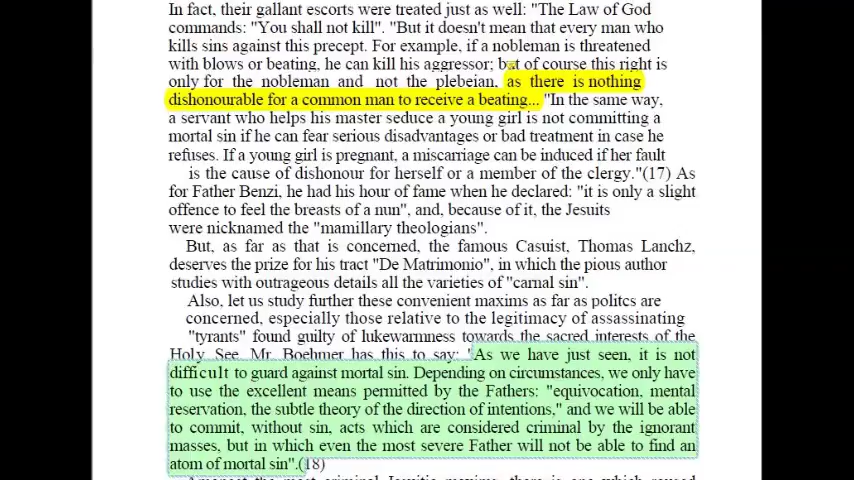 In fact, their gallant escorts were treated just as well: "The Law of God
commands: "You shall not kill". "But it doesn't mean that every man who
kills sins against this precept. For example, if a nobleman is threatened
with blows or beating, he can kill his aggressor; but of course this right is
only for the nobleman and not the plebeian, as there is nothing
dishonourable for a common man to receive a beating... "In the same way,
a servant who helps his master seduce a young girl is not committing a
mortal sin if he can fear serious disadvantages or bad treatment in case he
refuses. If a young girl is pregnant, a miscarriage can be induced if her fault
is the cause of dishonour for herself or a member of the clergy."(17) As
for Father Benzi, he had his hour of fame when he declared: "it is only a slight
offence to feel the breasts of a nun", and, because of it, the Jesuits
were nicknamed the "mamillary theologians".
But, as far as that is concerned, the famous Casuist, Thomas Lanchz,
deserves the prize for his tract "De Matrimonio", in which the pious author
studies with outrageous details all the varieties of "carnal sin".
Also, let us study further these convenient maxims as far as politcs are
concerned, especially those relative to the legitimacy of assassinating
"tyrants" found guilty of lukewarmness towards the sacred interests of the
Holy See. Mr. Boehmer has this to say: "As we have just seen, it is not
difficult to guard against mortal sin. Depending on circumstances, we only have
to use the excellent means permitted by the Fathers: "equivocation, mental
reservation, the subtle theory of the direction of intentions," and we will be able
to commit, without sin, acts which are considered criminal by the ignorant
masses, but in which even the most severe Father will not be able to find an
atom of mortal sin".(18)